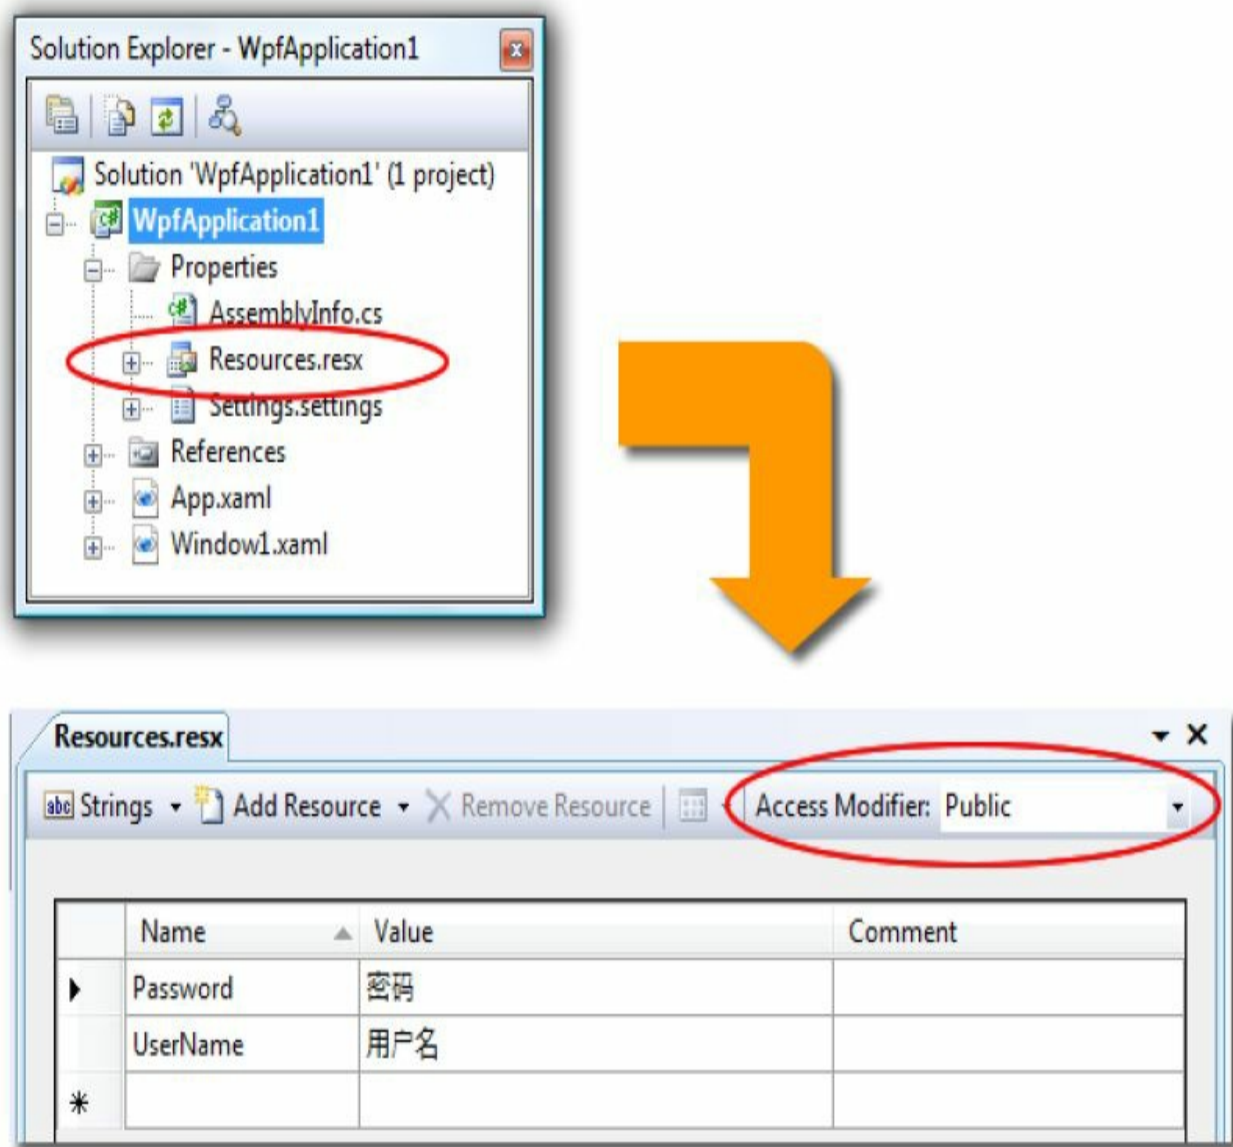 Solution Explorer - WpfApplication1
Solution 'WpfApplication1' (1 project)
WpfApplication1
Properties
AssemblyInfo.cs
Resources.resx
Settings.settings
References
App.xaml
Window1.xaml
Resources.resx
abc Strings Add Resource Remove Resource Access Modifier: Public
Name Value Comment
Password 密码
UserName 用户名